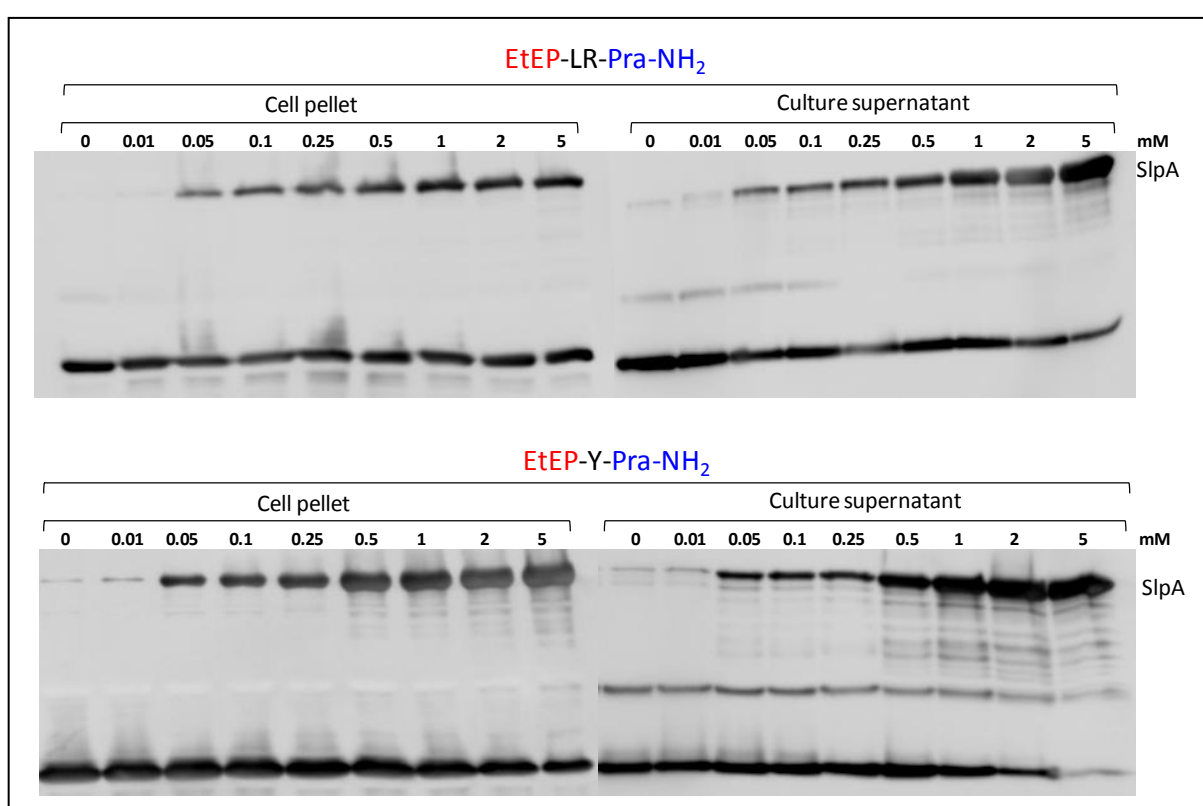 EtEP-LR-Pra-NH₂
Cell pellet
Culture supernatant
0 0.01 0.05 0.1 0.25 0.5 1 2 5
0 0.01 0.05 0.1 0.25 0.5 1 2 5 mM
SlpA
EtEP-Y-Pra-NH₂
Cell pellet
Culture supernatant
0 0.01 0.05 0.1 0.25 0.5 1 2 5
0 0.01 0.05 0.1 0.25 0.5 1 2 5 mM
SlpA